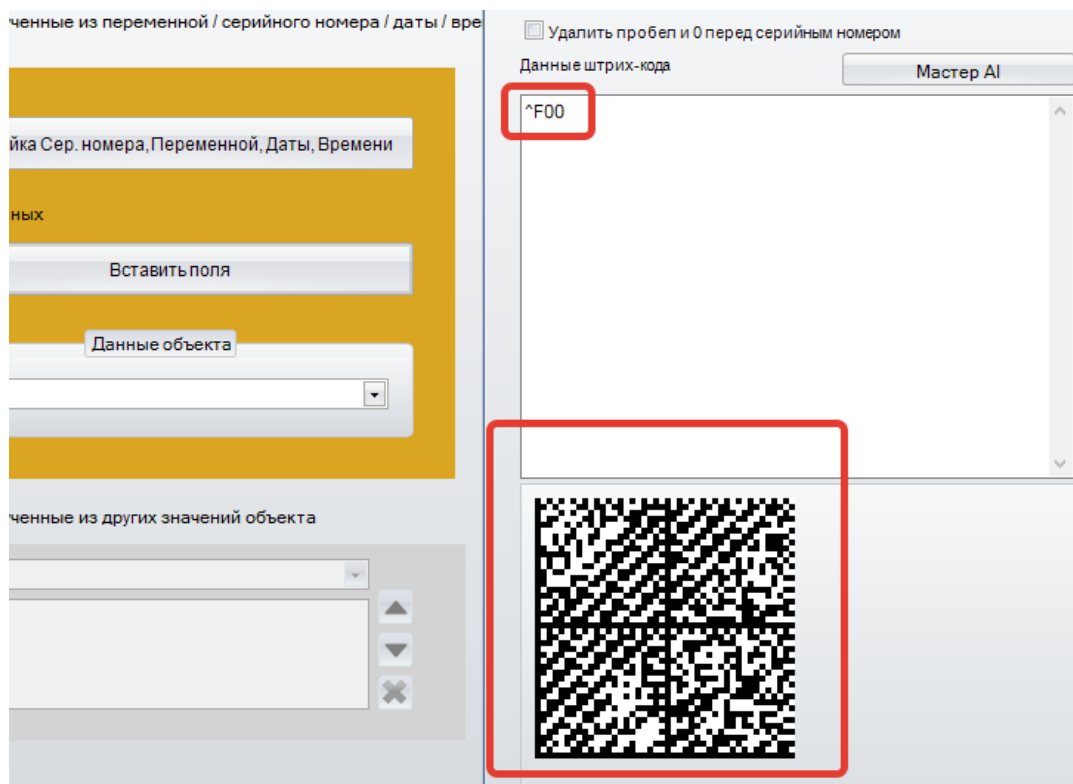 ченные из переменной / серийного номера / даты / вре
йка Сер. номера,Переменной, Даты, Времени
ных
Вставить поля
Данные объекта
ченные из других значений объекта
Удалить пробел и 0 перед серийным номером
Данные штрих-кода
Мастер AI
^F00